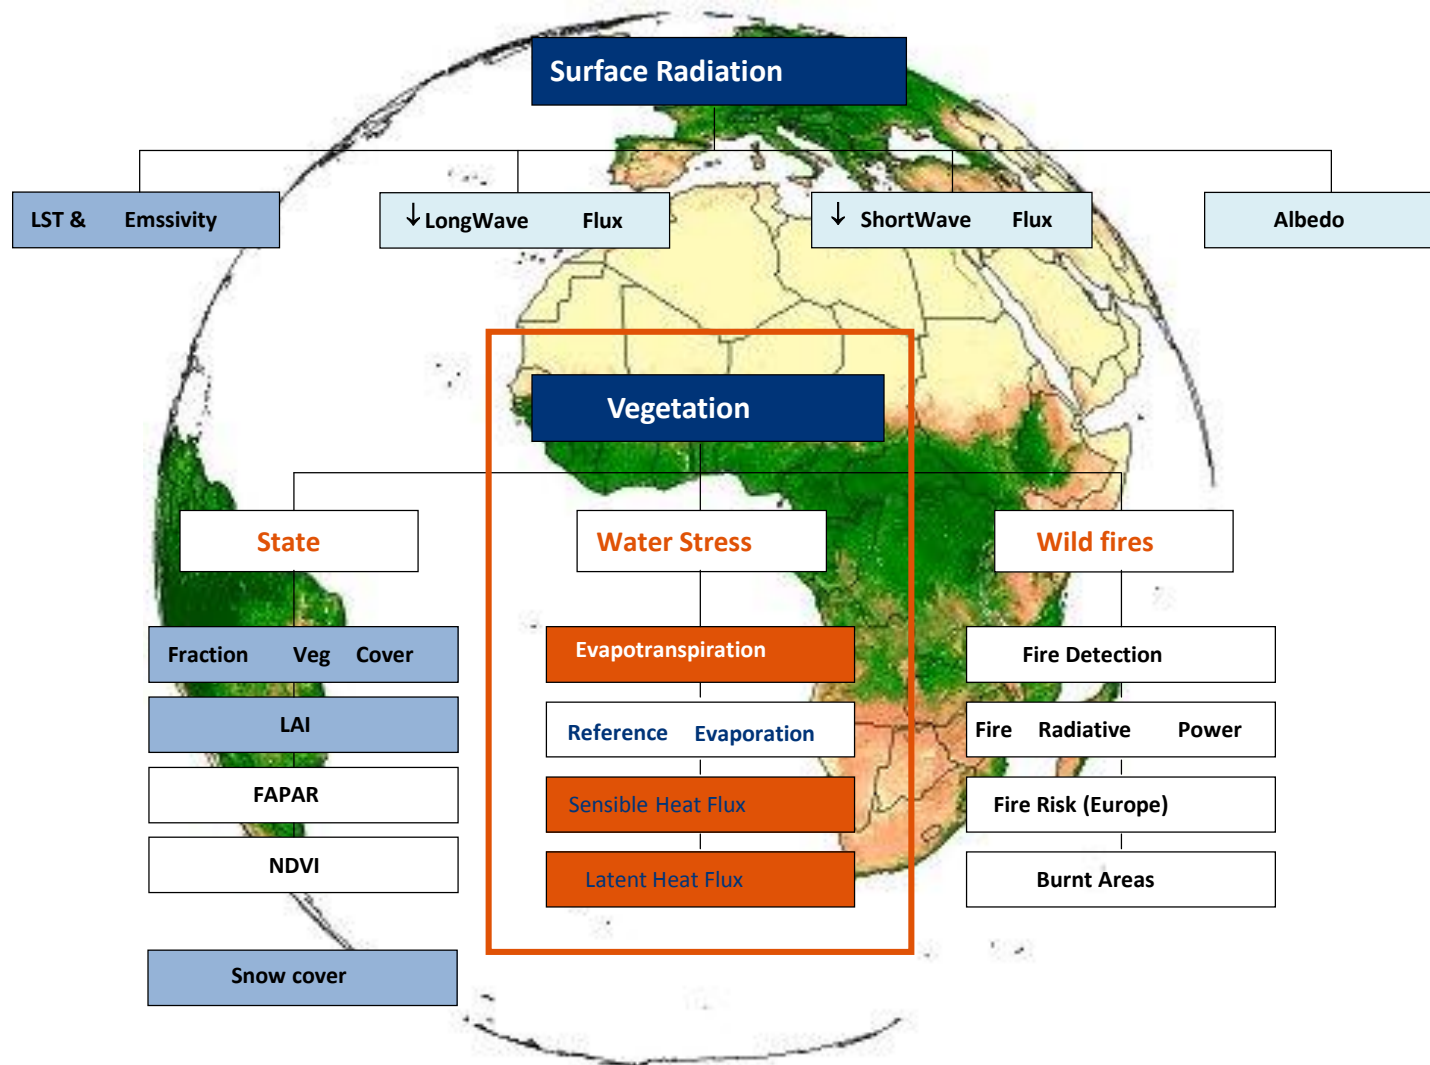 Surface Radiation
LST & Emssivity
↓LongWave Flux
↓ ShortWave Flux
Albedo
Vegetation
State
Water Stress
Wild fires
Fraction Veg Cover
LAI
FAPAR
NDVI
Snow cover
Evapotranspiration
Reference Evaporation
Sensible Heat Flux
Latent Heat Flux
Fire Detection
Fire Radiative Power
Fire Risk (Europe)
Burnt Areas